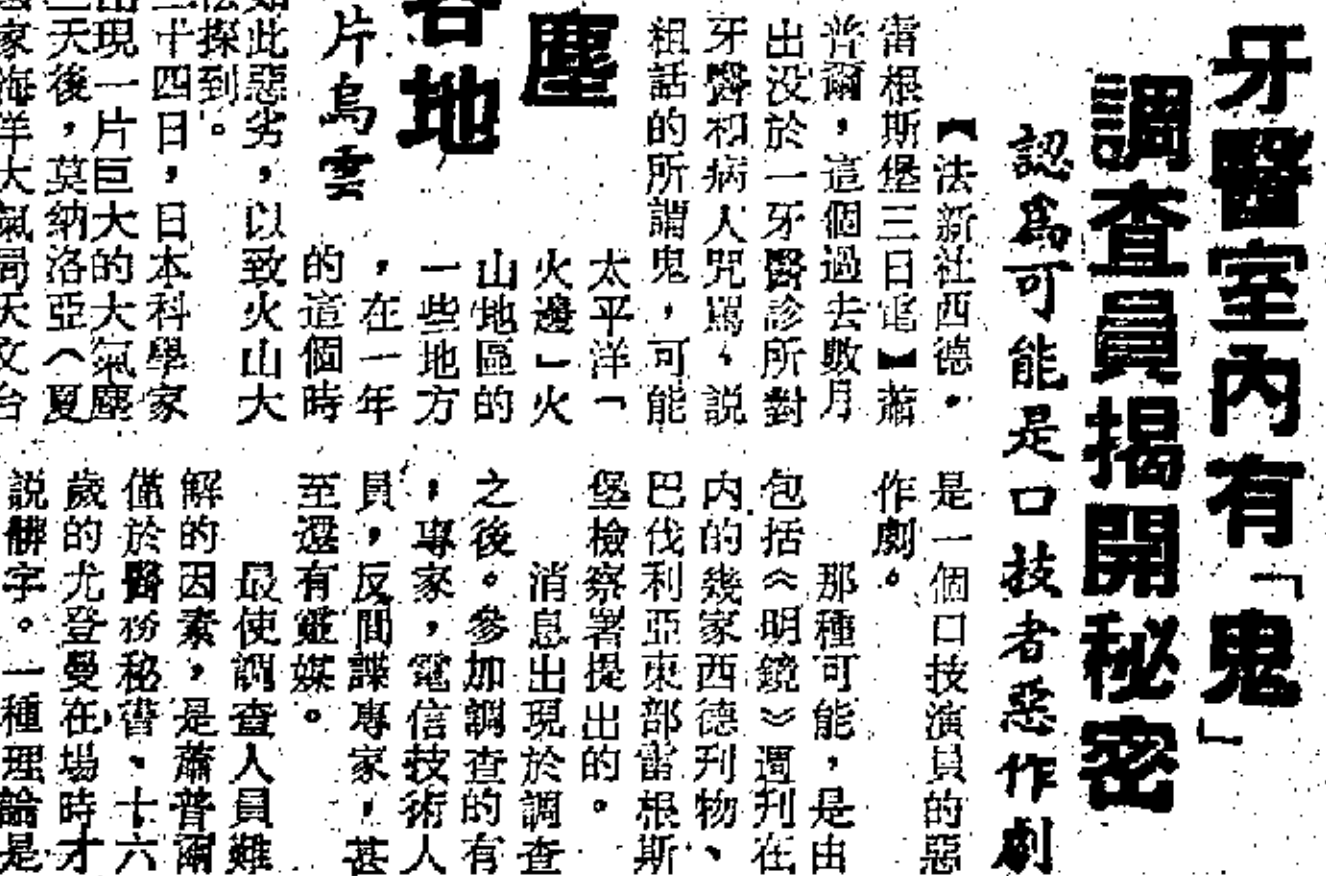 牙醫室內有「鬼」
調查員揭開秘密
認爲可能是口技者惡作劇
【法新社西德・
雷根斯堡三日電】蕭
普爾，這個過去數月
出没於一牙醫診所對
牙醫和病人咒罵、説
粗話的所謂鬼，可能
是一個口技演員的惡
作劇。
那種可能，是由
包括《明鏡》週刊在
内的幾家西德刊物、
巴伐利亞東部雷根斯
堡檢察署提出的。
消息出現於調查
之後。參加調查的有
，專家，電信技術人
員，反間諜專家，甚
至還有靈媒。
最使調查人員難
解的因素，是蕭普爾
僅於醫務秘書、十六
歲的尤登曼在場時才
説髒字。一種理論是
塵
各地
片烏雲
太平洋「
火邊」火
山地區的
一些地方
，在一年
的這個時
如此惡劣，以致火山大
探到。
十四日，日本科學家
出現一片巨大的大氣塵
天後，莫納洛亞（夏
家海洋大氣局天文台